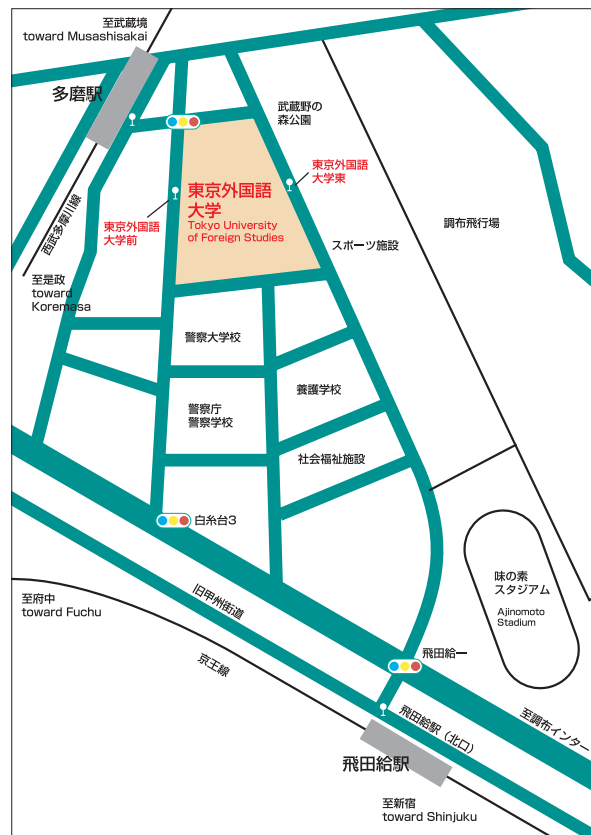 至武蔵境
toward Musashisakai
多磨駅
武蔵野の
森公園
東京外国語
大学東
東京外国語
大学
Tokyo University
of Foreign Studies
東京外国語
大学前
西武多摩川線
スポーツ施設
調布飛行場
至是政
toward
Koremasa
警察大学校
養護学校
警察庁
警察学校
社会福祉施設
白糸台3
味の素
スタジアム
Ajinomoto
Stadium
至府中
toward Fuchu
旧甲州街道
京王線
飛田給一
至調布インター
飛田給駅（北口）
飛田給駅
至新宿
toward Shinjuku